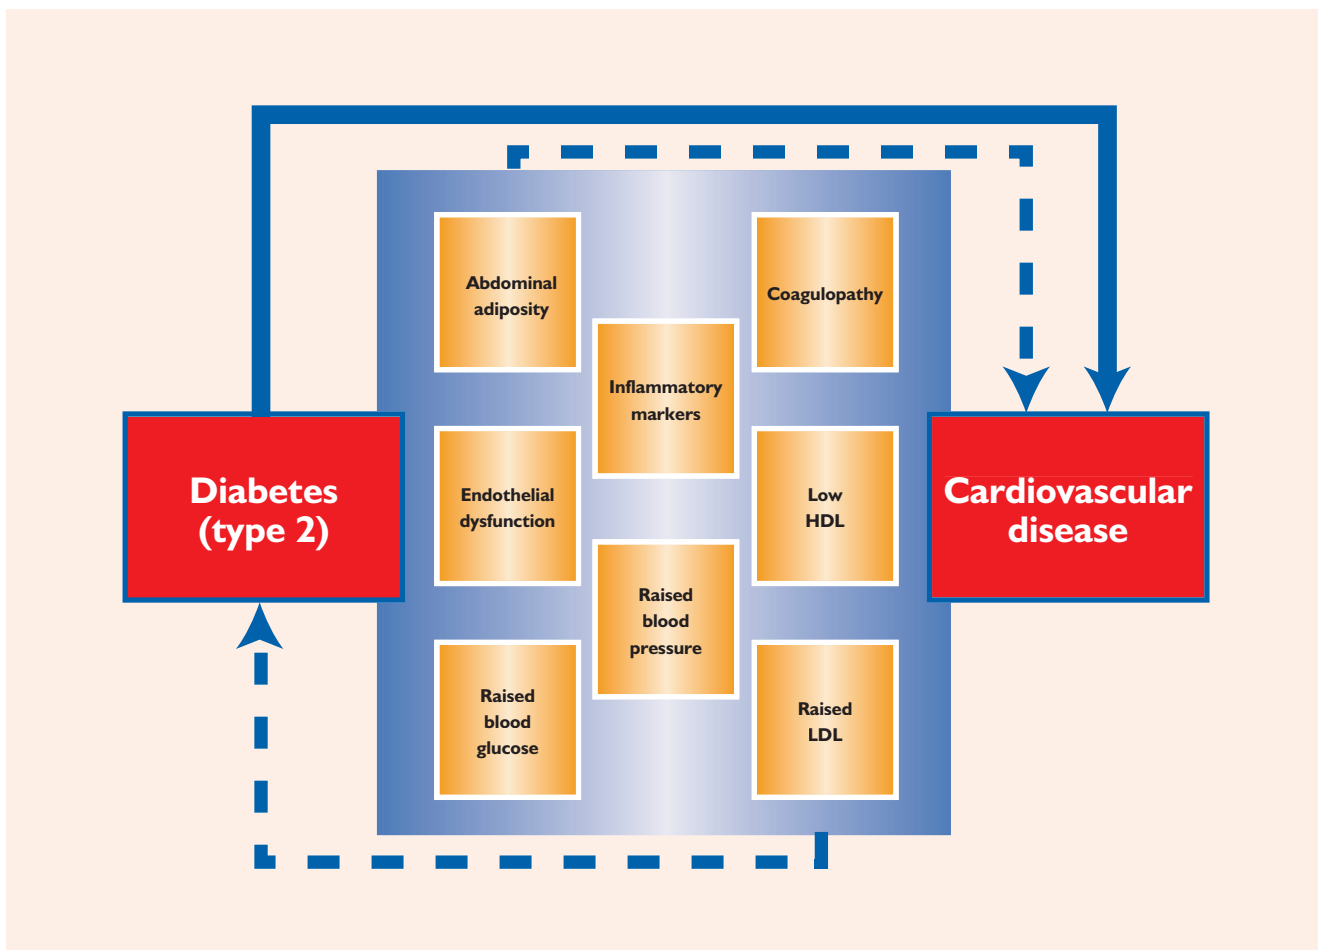 Abdominal
adiposity
Coagulopathy
Inflammatory
markers
Diabetes
(type 2)
Endothelial
dysfunction
Low
HDL
Cardiovascular
disease
Raised
blood
pressure
Raised
blood
glucose
Raised
LDL